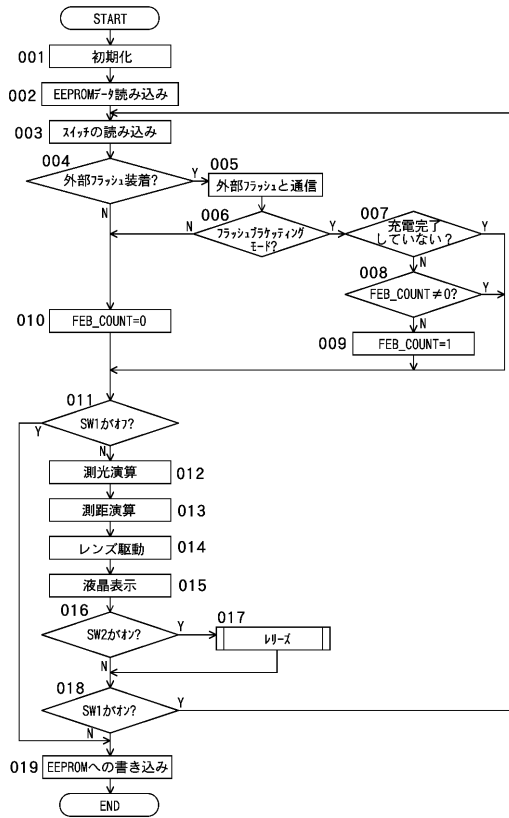 START
001
初期化
002
EEPROMﾃﾞｰﾀ読み込み
003
ｽｲｯﾁの読み込み
004
外部ﾌﾗｯｼｭ装着?
Y
N
005
外部ﾌﾗｯｼｭと通信
006
ﾌﾗｯｼｭﾌﾞﾗｹｯﾃｨﾝｸﾞ
ﾓｰﾄﾞ?
N
Y
007
充電完了
していない?
Y
N
008
FEB_COUNT≠0?
Y
N
009
FEB_COUNT=1
010
FEB_COUNT=0
011
SW1がｵﾌ?
Y
N
測光演算
012
測距演算
013
レンズ駆動
014
液晶表示
015
016
SW2がｵﾝ?
Y
N
017
ﾚﾘｰｽﾞ
018
SW1がｵﾝ?
Y
N
019
EEPROMへの書き込み
END